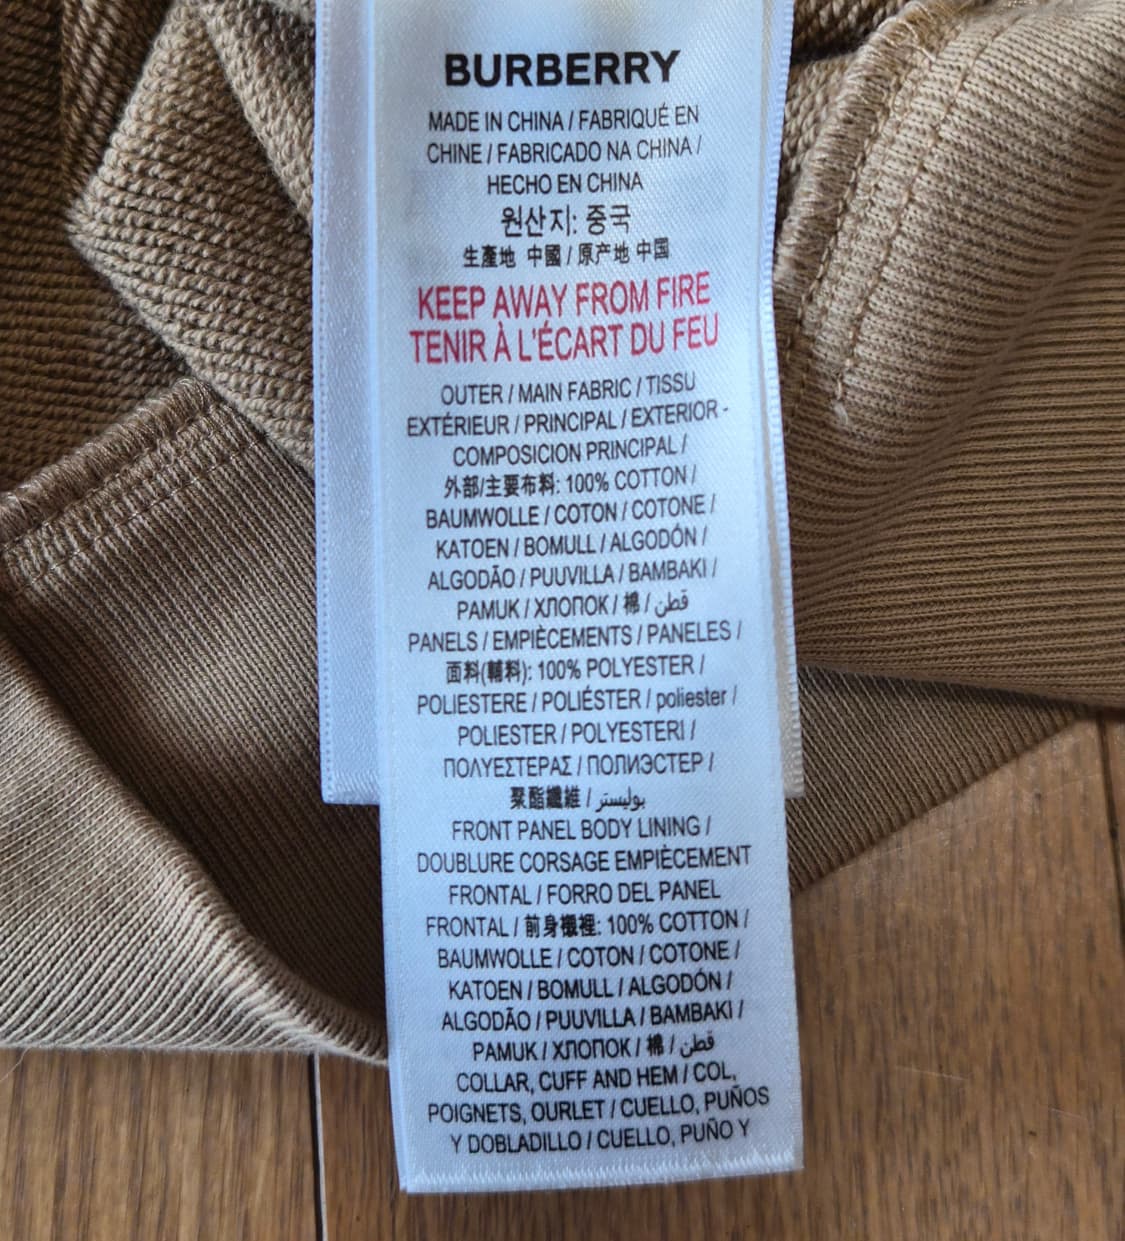 BURBERRY
MADE IN CHINA / FABRIQUÉ EN
CHINE / FABRICADO NA CHINA /
HECHO EN CHINA
원산지: 중국
生產地 中國 / 原产地 中国
KEEP AWAY FROM FIRE
TENIR À L'ÉCART DU FEU
OUTER / MAIN FABRIC / TISSU
EXTÉRIEUR / PRINCIPAL / EXTERIOR -
COMPOSICION PRINCIPAL /
外部/主要布料: 100% COTTON /
BAUMWOLLE / COTON / COTONE /
KATOEN / BOMULL / ALGODÓN /
ALGODÃO / PUUVILLA / BAMBAKI /
PAMUK / ХЛОПОК / 棉 / قطن
PANELS / EMPIÈCEMENTS / PANELES /
面料(輔料): 100% POLYESTER /
POLIESTERE / POLIÉSTER / poliester /
POLIESTER / POLYESTERI /
ΠΟΛΥΕΣΤΕΡΑΣ / ПОЛИЭСТЕР /
聚酯纖維 / بوليستر
FRONT PANEL BODY LINING /
DOUBLURE CORSAGE EMPIÈCEMENT
FRONTAL / FORRO DEL PANEL
FRONTAL / 前身襯裡: 100% COTTON /
BAUMWOLLE / COTON / COTONE /
KATOEN / BOMULL / ALGODÓN /
ALGODÃO / PUUVILLA / BAMBAKI /
PAMUK / ХЛОПОК / 棉 / قطن
COLLAR, CUFF AND HEM / COL,
POIGNETS, OURLET / CUELLO, PUÑOS
Y DOBLADILLO / CUELLO, PUÑO Y